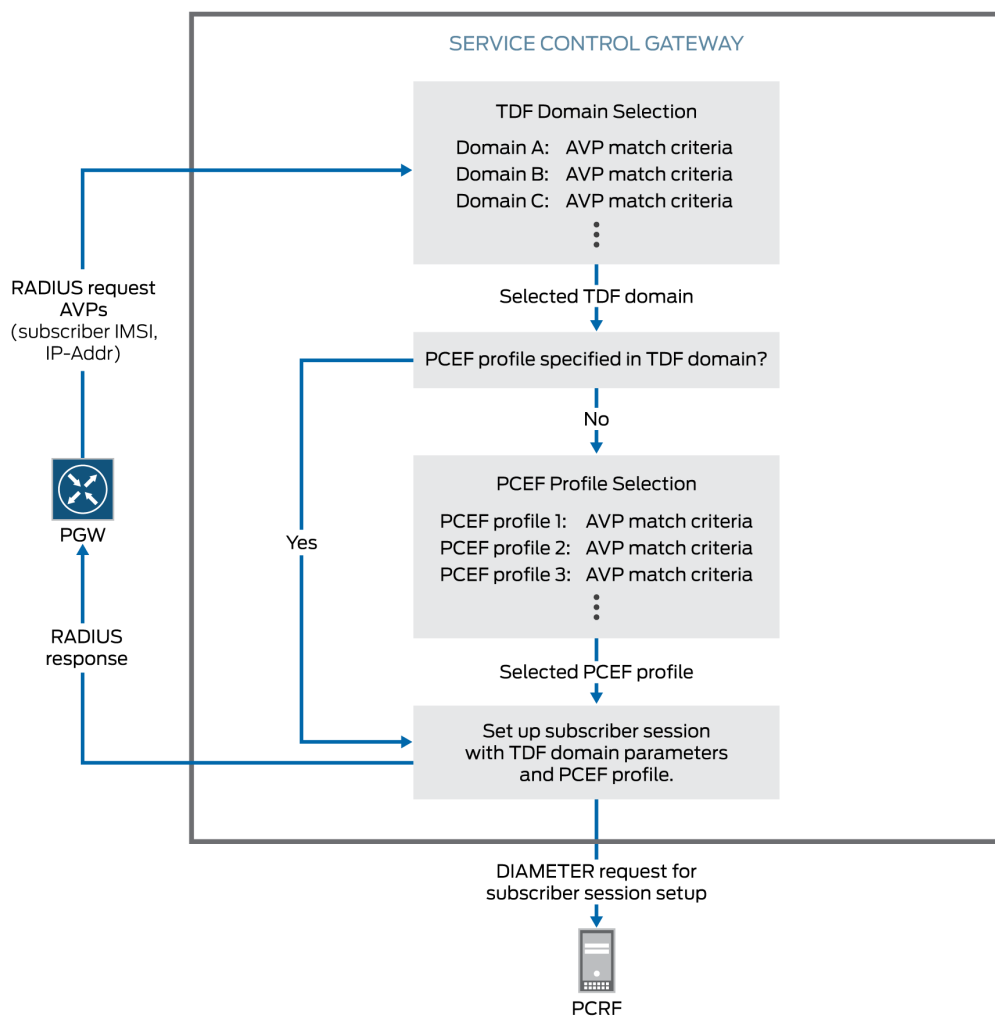 SERVICE CONTROL GATEWAY
TDF Domain Selection
Domain A: AVP match criteria
Domain B: AVP match criteria
Domain C: AVP match criteria
RADIUS request
AVPs
(subscriber IMSI,
IP-Addr)
Selected TDF domain
PCEF profile specified in TDF domain?
No
PCEF Profile Selection
PCEF profile 1: AVP match criteria
PCEF profile 2: AVP match criteria
PCEF profile 3: AVP match criteria
PGW
Yes
RADIUS
response
Selected PCEF profile
Set up subscriber session
with TDF domain parameters
and PCEF profile.
DIAMETER request for
subscriber session setup
PCRF